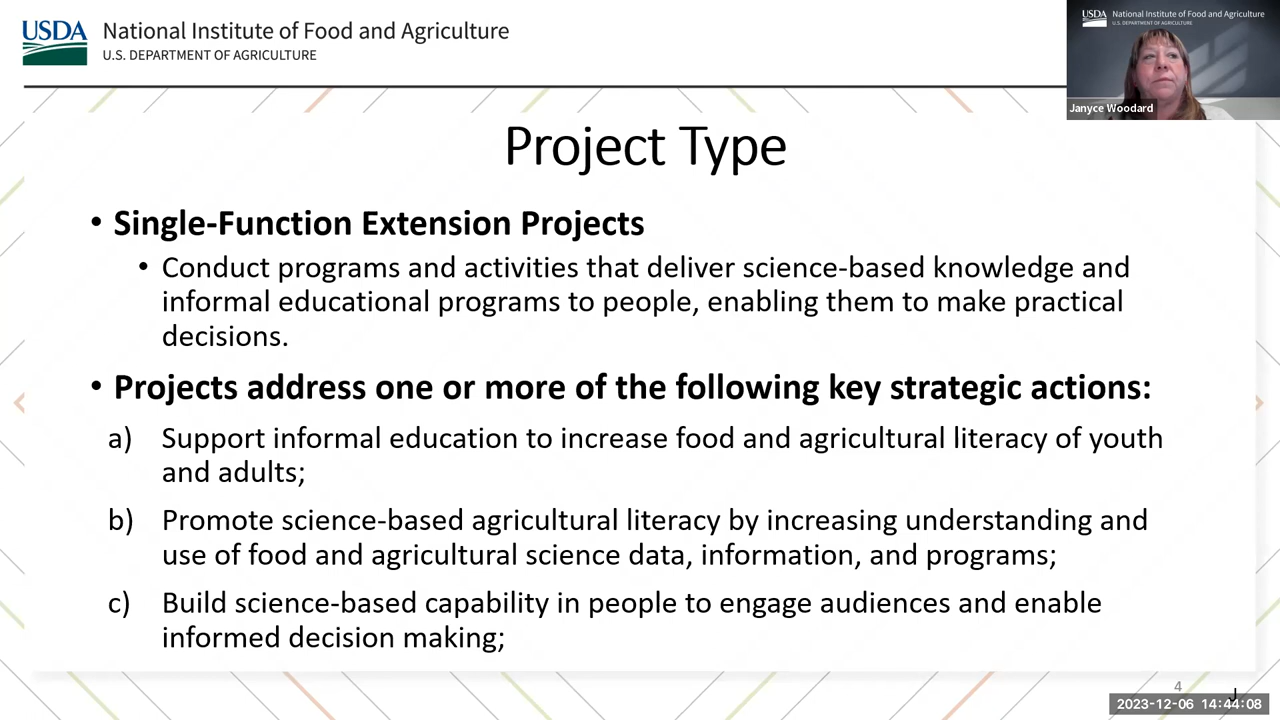 USDA
National Institute of Food and Agriculture
U.S. DEPARTMENT OF AGRICULTURE
USDA National Institute of Food and Agriculture
U.S. DEPARTMENT OF AGRICULTURE
Janyce Woodard
Project Type
• Single-Function Extension Projects
• Conduct programs and activities that deliver science-based knowledge and
informal educational programs to people, enabling them to make practical
decisions.
• Projects address one or more of the following key strategic actions:
a) Support informal education to increase food and agricultural literacy of youth
and adults;
b) Promote science-based agricultural literacy by increasing understanding and
use of food and agricultural science data, information, and programs;
c) Build science-based capability in people to engage audiences and enable
informed decision making;
4
J
2023-12-06 14:44:08